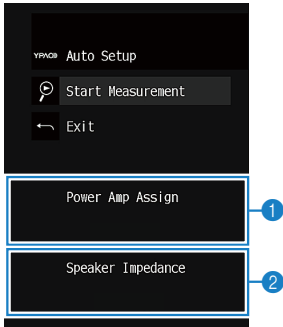 YPAO Auto Setup
Start Measurement
Exit
Power Amp Assign
1
Speaker Impedance
2